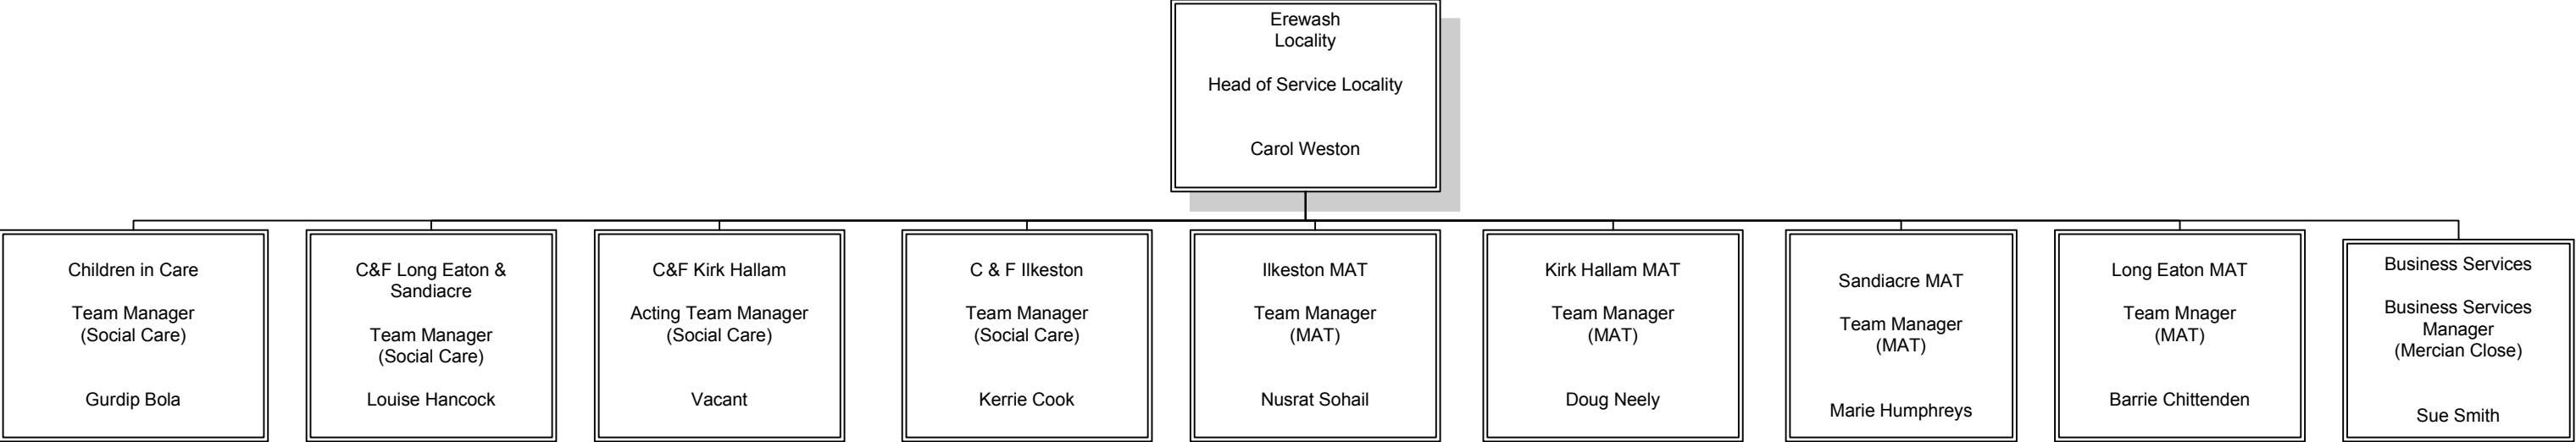 Erewash
Locality
Head of Service Locality
Carol Weston
Children in Care
Team Manager
(Social Care)
Gurdip Bola
C&F Long Eaton &
Sandiacre
Team Manager
(Social Care)
Louise Hancock
C&F Kirk Hallam
Acting Team Manager
(Social Care)
Vacant
C & F Ilkeston
Team Manager
(Social Care)
Kerrie Cook
Ilkeston MAT
Team Manager
(MAT)
Nusrat Sohail
Kirk Hallam MAT
Team Manager
(MAT)
Doug Neely
Sandiacre MAT
Team Manager
(MAT)
Marie Humphreys
Long Eaton MAT
Team Mnager
(MAT)
Barrie Chittenden
Business Services
Business Services
Manager
(Mercian Close)
Sue Smith